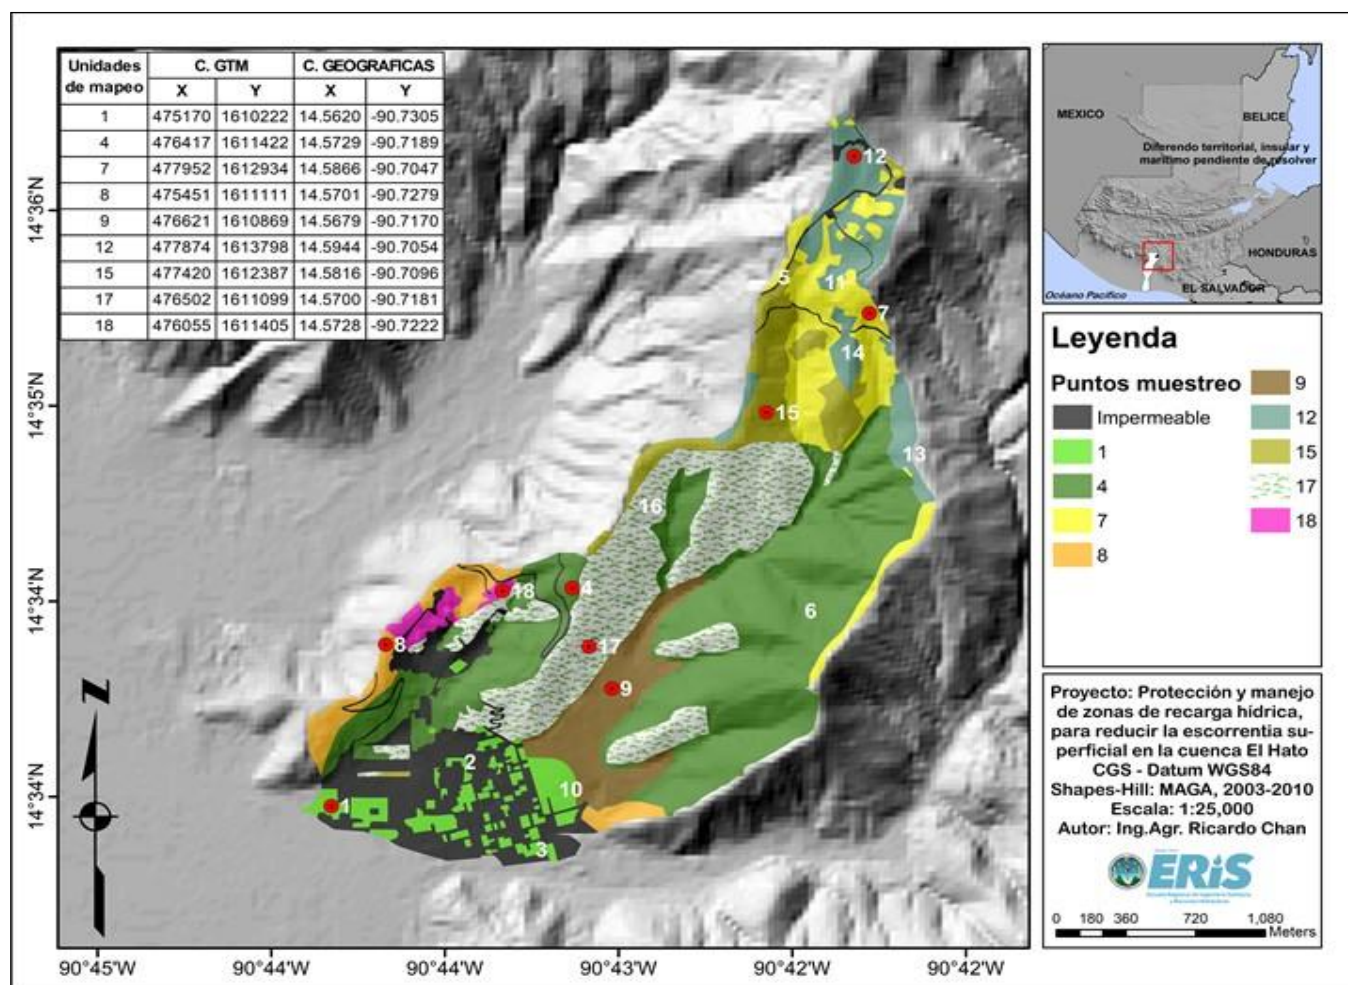 Unidades de mapeo C. GTM C. GEOGRAFICAS
X Y X Y
1 475170 1610222 14.5620 -90.7305
4 476417 1611422 14.5729 -90.7189
7 477952 1612934 14.5866 -90.7047
8 475451 1611111 14.5701 -90.7279
9 476621 1610869 14.5679 -90.7170
12 477874 1613798 14.5944 -90.7054
15 477420 1612387 14.5816 -90.7096
17 476502 1611099 14.5700 -90.7181
18 476055 1611405 14.5728 -90.7222
14°36'N
14°35'N
14°34'N
14°34'N
12
5
11
7
14
15
13
16
18
4
6
8
17
9
2
10
1
3
N
90°45'W 90°44'W 90°44'W 90°43'W 90°42'W 90°42'W
MEXICO
BELICE
Diferendo territorial, insular y
marítimo pendiente de resolver
HONDURAS
EL SALVADOR
Océano Pacifico
Leyenda
Puntos muestreo
Impermeable
1
4
7
8
9
12
15
17
18
Proyecto: Protección y manejo
de zonas de recarga hídrica,
para reducir la escorrentia su-
perficial en la cuenca El Hato
CGS - Datum WGS84
Shapes-Hill: MAGA, 2003-2010
Escala: 1:25,000
Autor: Ing.Agr. Ricardo Chan
ERiS
0 180 360 720 1,080
Meters